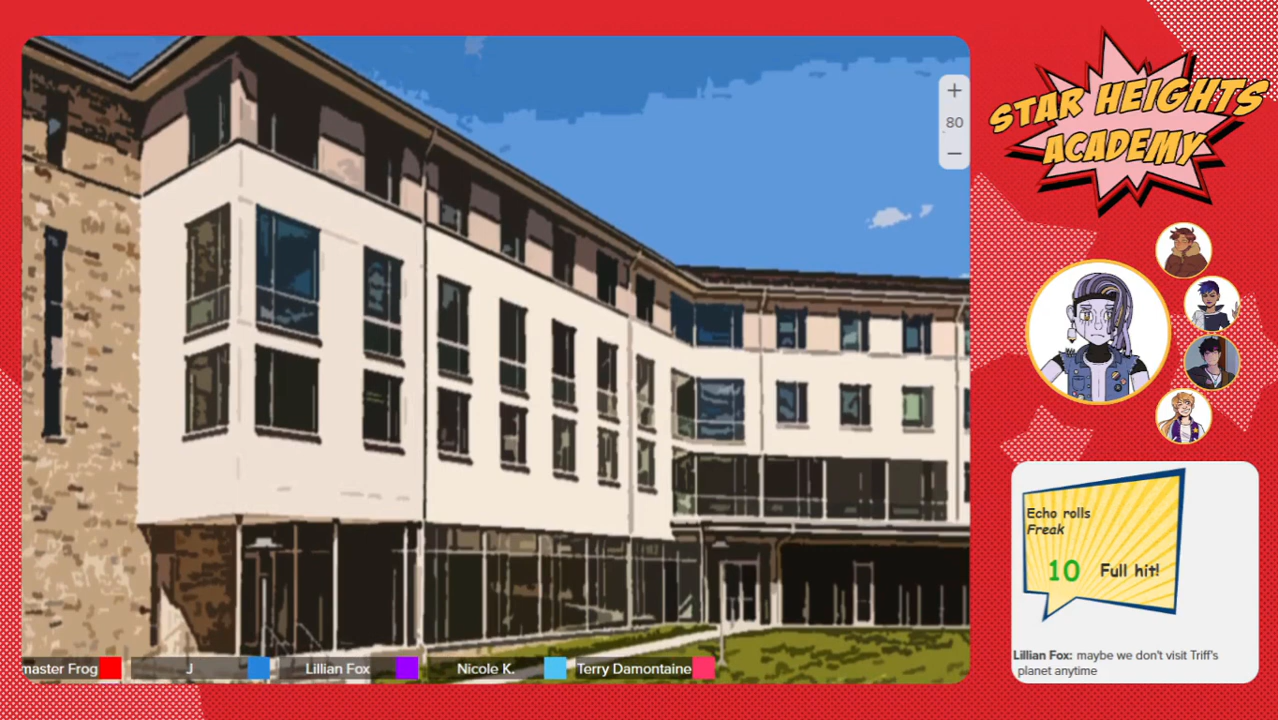 STAR HEIGHTS
ACADEMY
+
80
−
Echo rolls
Freak
10 Full hit!
master Frog
J
Lillian Fox
Nicole K.
Terry Damontaine
Lillian Fox: maybe we don't visit Triff's
planet anytime